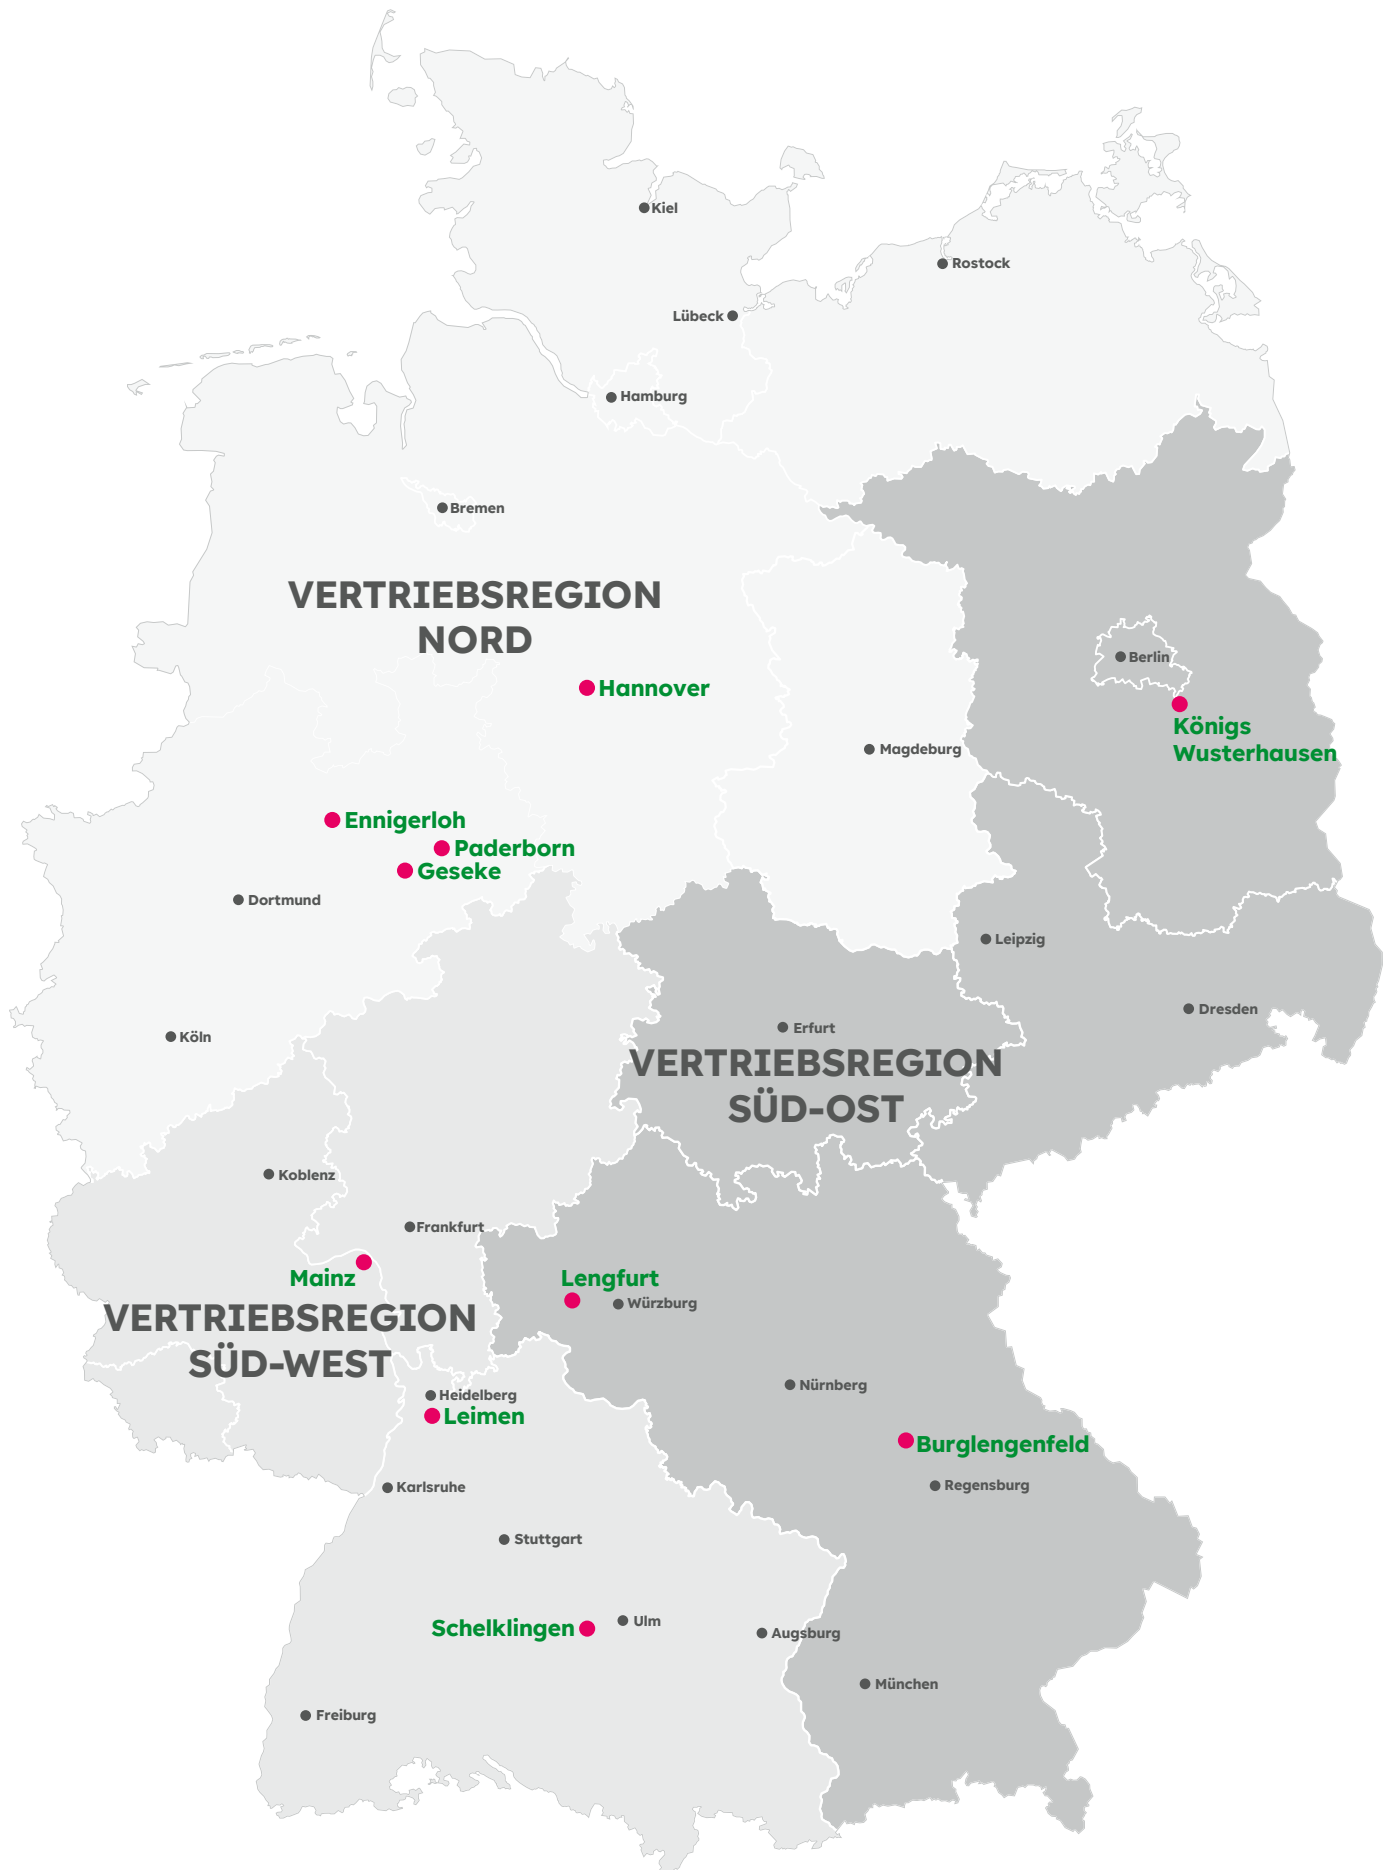 Kiel
Rostock
Lübeck
Hamburg
Bremen
VERTRIEBSREGION
NORD
Berlin
Hannover
Königs
Wusterhausen
Magdeburg
Ennigerloh
Paderborn
Geseke
Dortmund
Leipzig
Dresden
Erfurt
Köln
VERTRIEBSREGION
SÜD-OST
Koblenz
Frankfurt
Mainz
Lengfurt
Würzburg
VERTRIEBSREGION
SÜD-WEST
Nürnberg
Heidelberg
Leimen
Burglengenfeld
Regensburg
Karlsruhe
Stuttgart
Ulm
Schelklingen
Augsburg
München
Freiburg